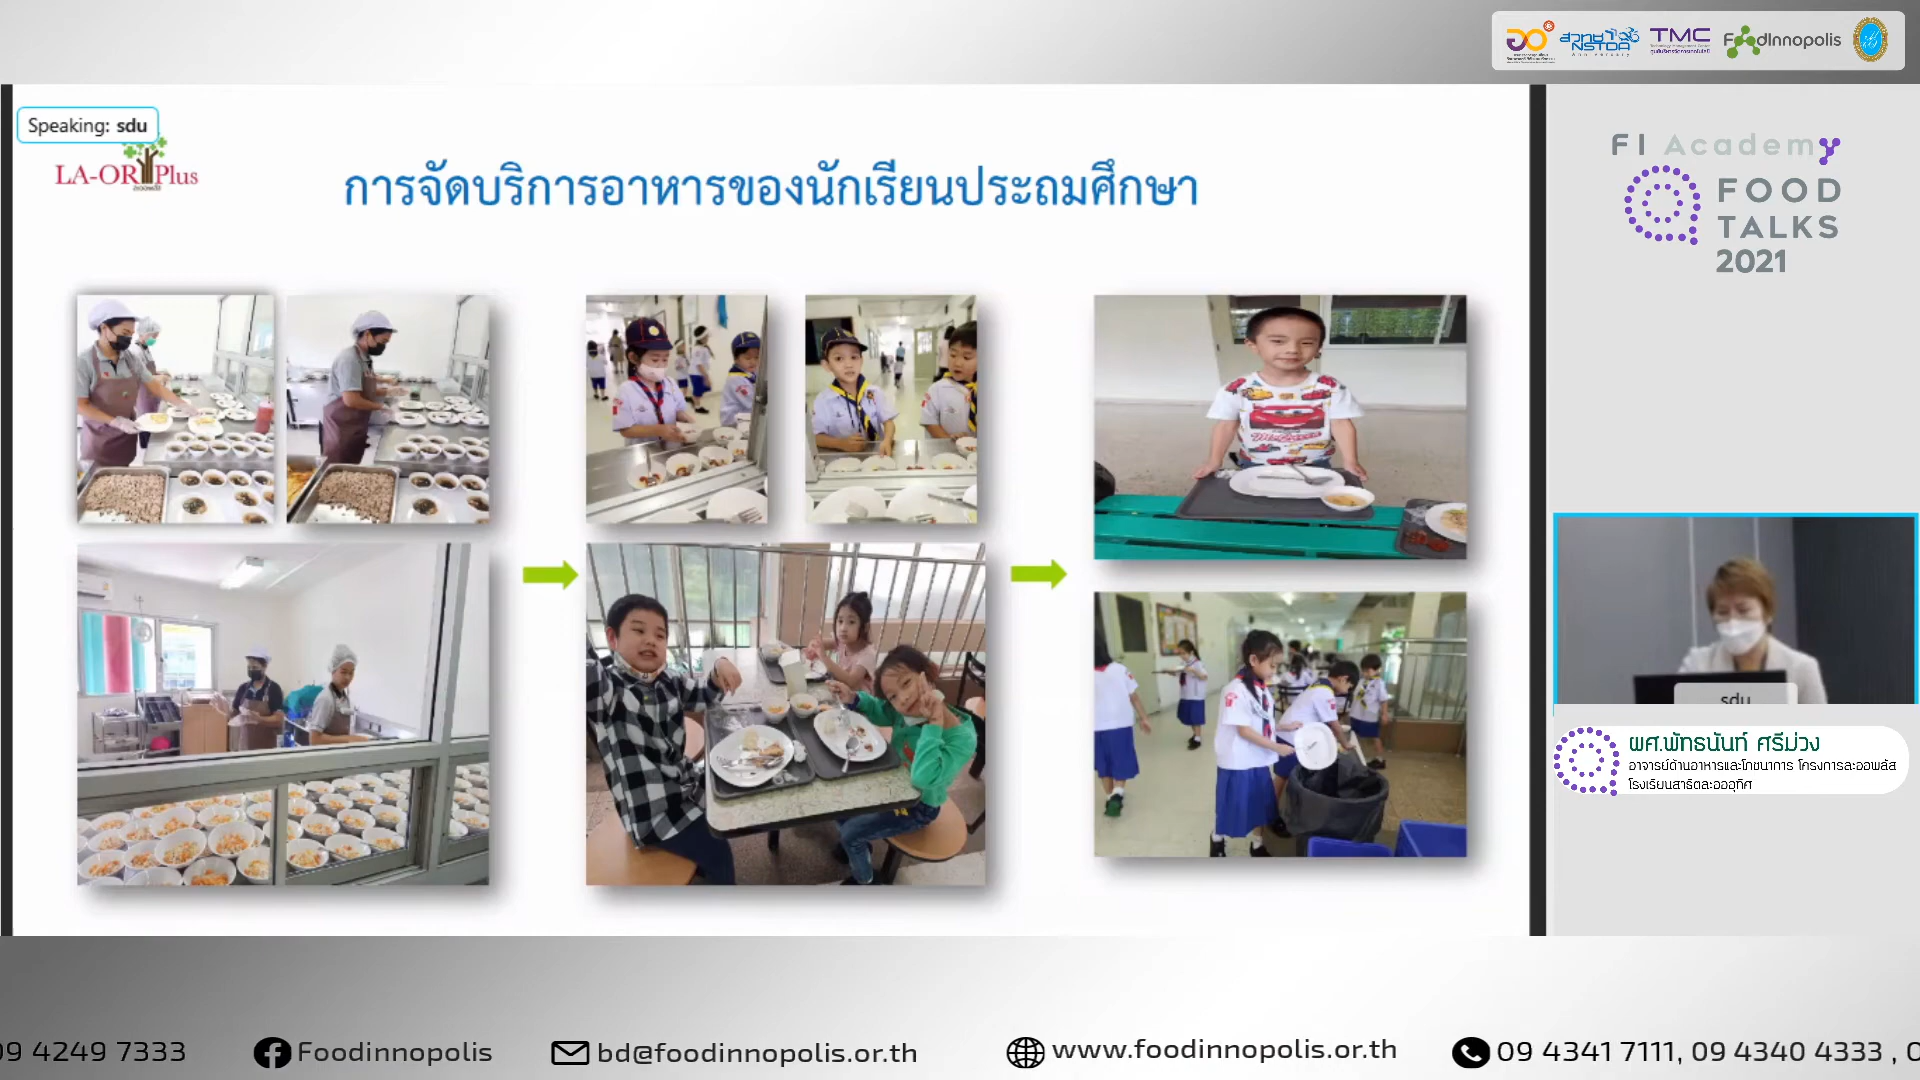 NSTDA
TMC
FoodInnopolis
Speaking: sdu
LA-OR Plus
การจัดบริการอาหารของนักเรียนประถมศึกษา
FI Academy
FOOD
TALKS
2021
sdu
ผศ.พัทธนันท์ ศรีม่วง
อาจารย์ด้านอาหารและโภชนาการ โครงการละออพลัส
โรงเรียนสาธิตละอออุทิศ
09 4249 7333
Foodinnopolis
bd@foodinnopolis.or.th
www.foodinnopolis.or.th
09 4341 7111, 09 4340 4333 , 0